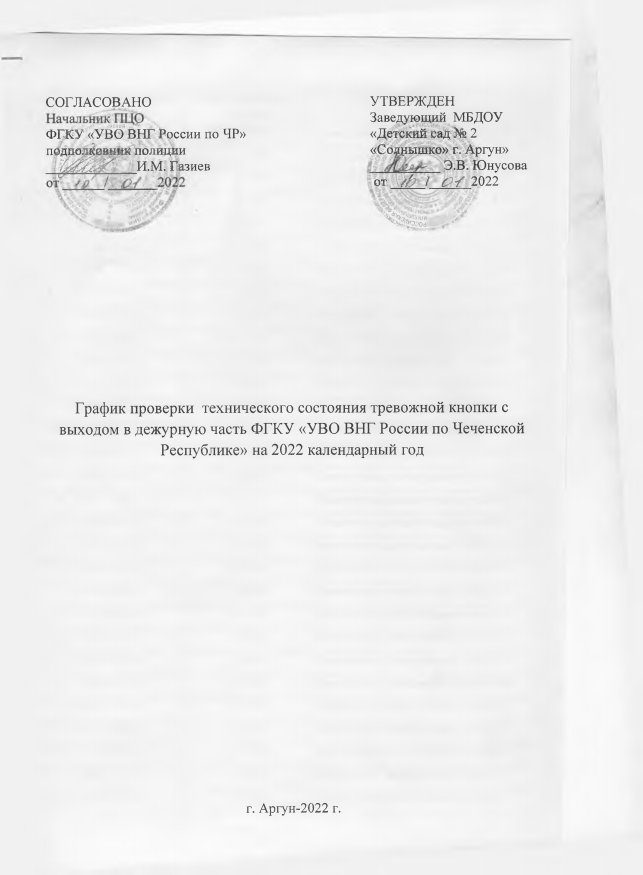 СОГЛАСОВАНО
Начальник ПЦО
ФГКУ «УВО ВНГ России по ЧР»
подполковник полиции
И.М. Газиев
от 10 / 01 2022
УТВЕРЖДЕН
Заведующий МБДОУ
«Детский сад № 2
«Солнышко» г. Аргун»
Э.В. Юнусова
от 10 / 01 2022
График проверки технического состояния тревожной кнопки с
выходом в дежурную часть ФГКУ «УВО ВНГ России по Чеченской
Республике» на 2022 календарный год
г. Аргун-2022 г.